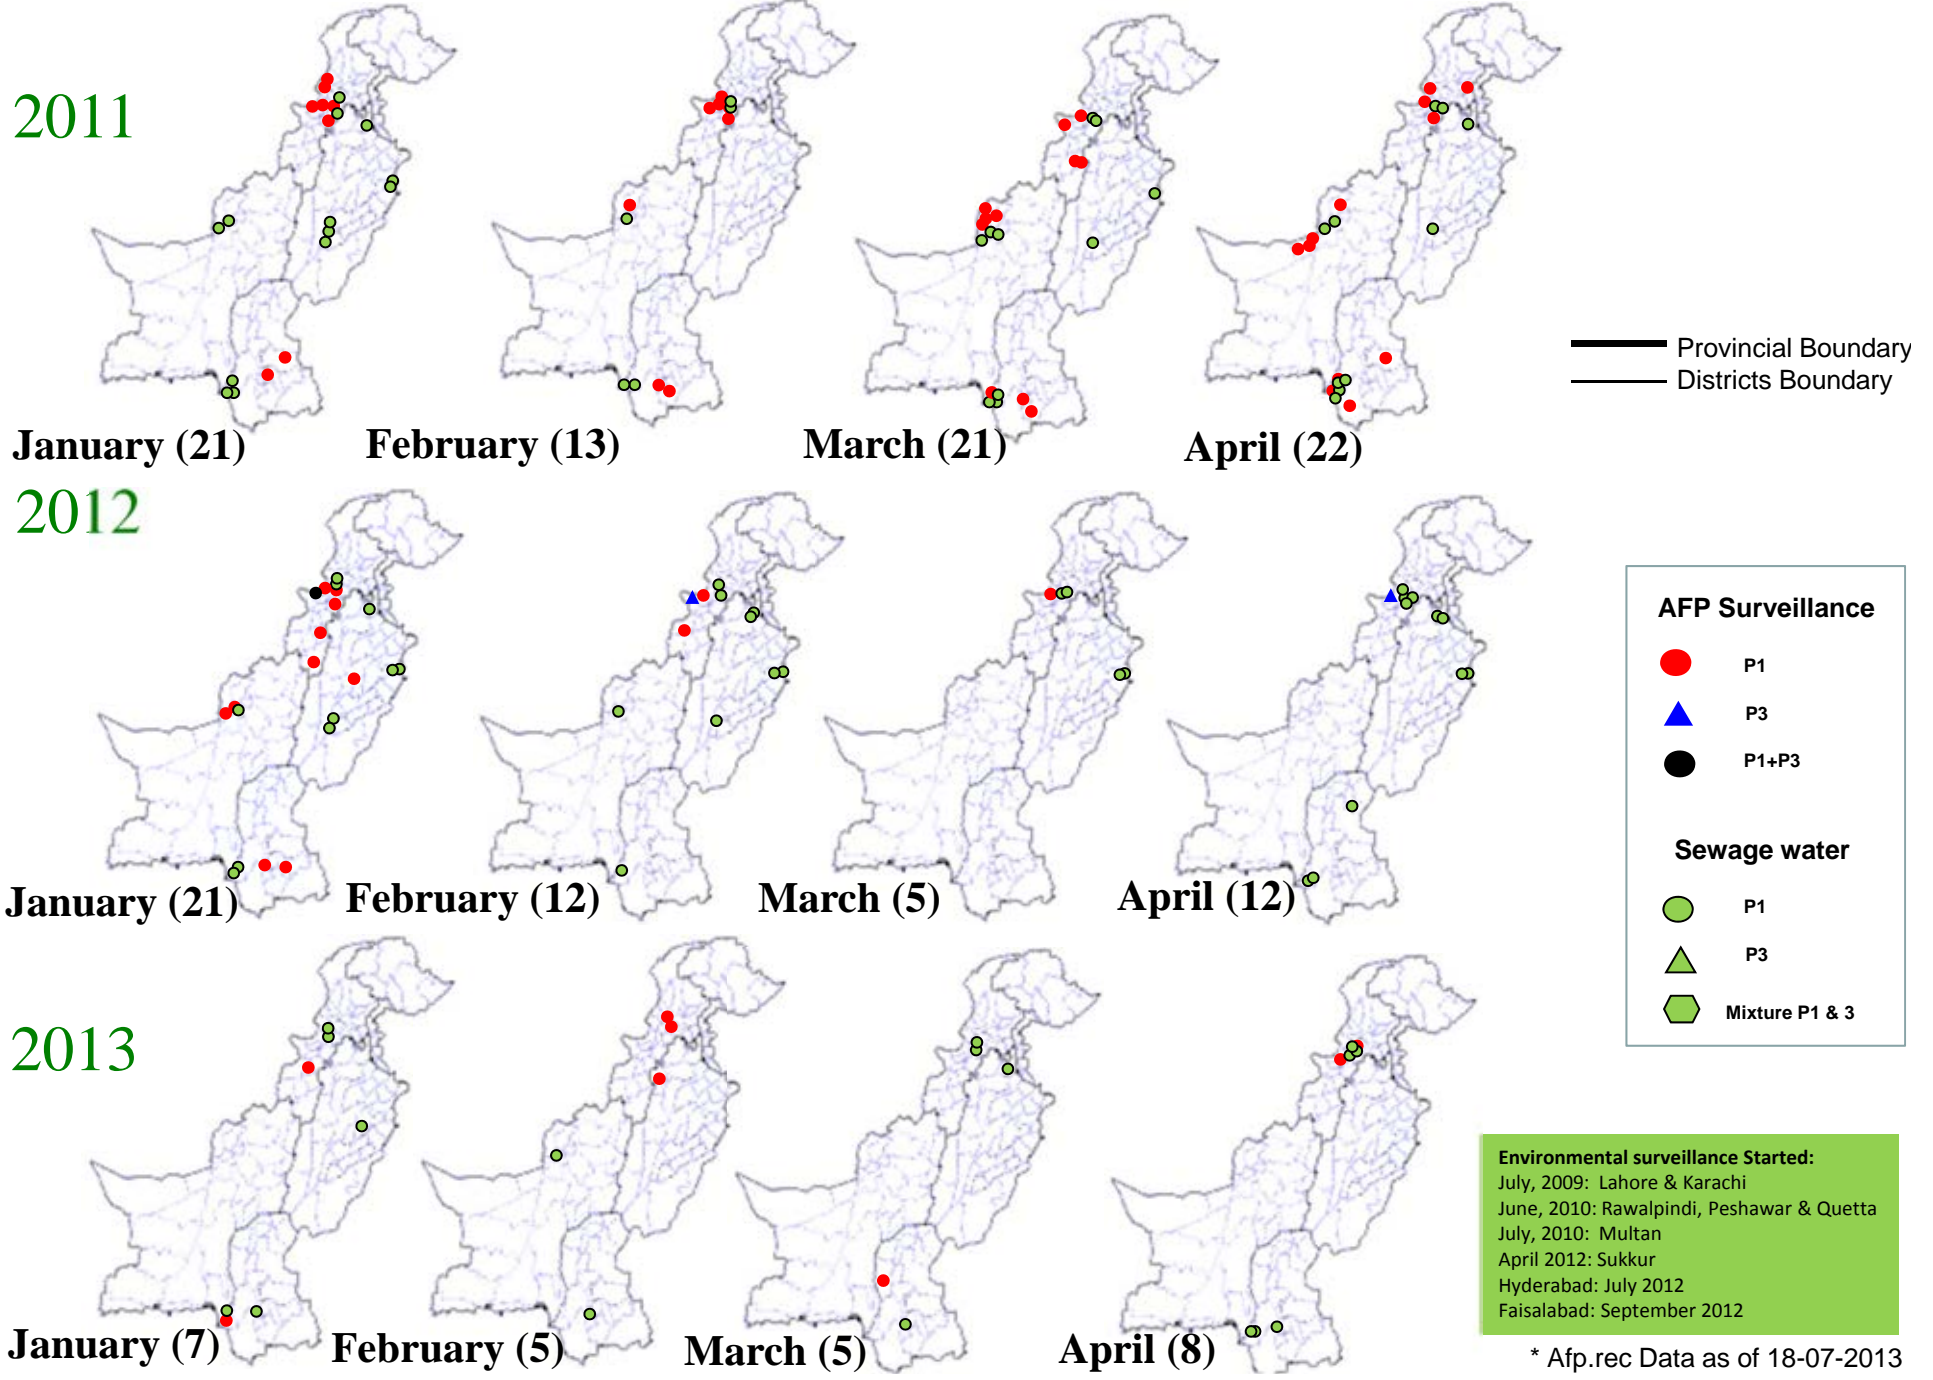 2011
January (21)
February (13)
March (21)
April (22)
Provincial Boundary
Districts Boundary
2012
January (21)
February (12)
March (5)
April (12)
AFP Surveillance
P1
P3
P1+P3
Sewage water
P1
P3
Mixture P1 & 3
2013
January (7)
February (5)
March (5)
April (8)
Environmental surveillance Started:
July, 2009: Lahore & Karachi
June, 2010: Rawalpindi, Peshawar & Quetta
July, 2010: Multan
April 2012: Sukkur
Hyderabad: July 2012
Faisalabad: September 2012
* Afp.rec Data as of 18-07-2013